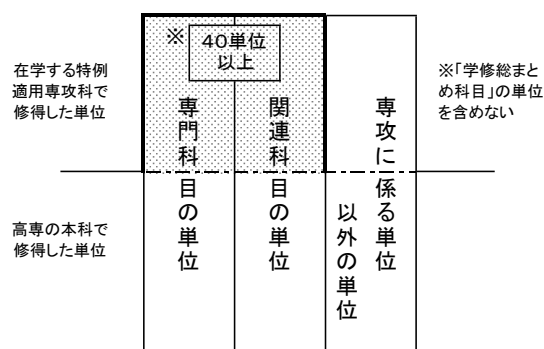 ※
40単位
以上
在学する特例
適用専攻科で
修得した単位
専門科目の単位
関連科目の単位
専攻に係る単位
以外の単位
※「学修総まと
め科目」の単位
を含めない
高専の本科で
修得した単位